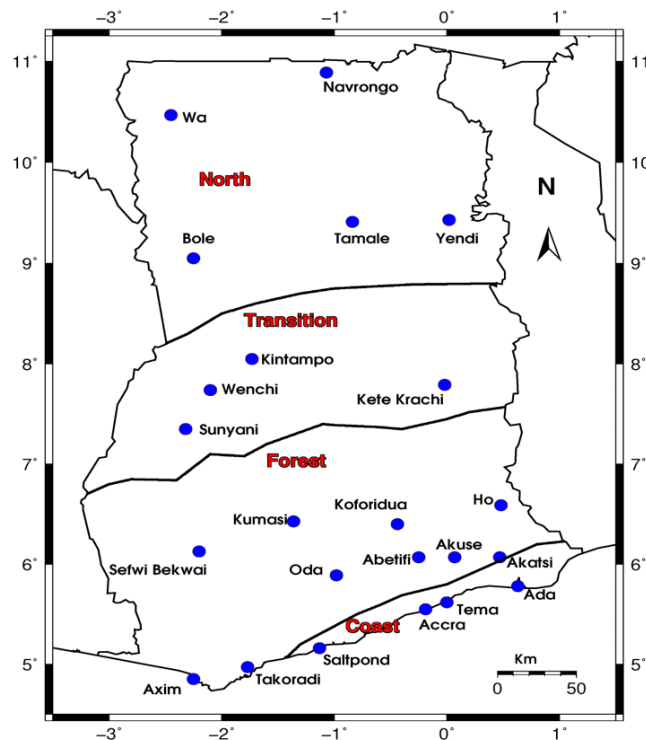 −3˚ −2˚ −1˚ 0˚ 1˚
11˚ 11˚
Navrongo
Wa
10˚ 10˚
North
N
Bole Tamale Yendi
9˚ 9˚
Transition
8˚ Kintampo 8˚
Wenchi
Kete Krachi
Sunyani
7˚ Forest 7˚
Ho
Koforidua
Kumasi
Akuse
6˚ Sefwi Bekwai Oda Abetifi Akatsi 6˚
Ada
Tema
Coast Accra
Saltpond Km
5˚ 5˚
Takoradi 0 50
Axim
−3˚ −2˚ −1˚ 0˚ 1˚